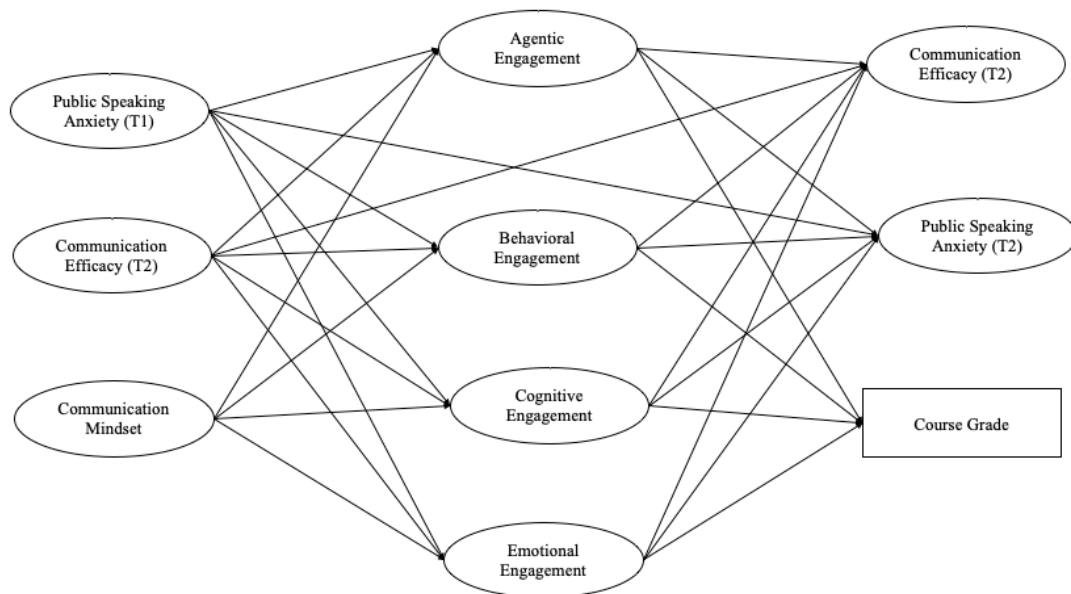 Agentic
Engagement
Communication
Efficacy (T2)
Public Speaking
Anxiety (T1)
Communication
Efficacy (T2)
Behavioral
Engagement
Public Speaking
Anxiety (T2)
Communication
Mindset
Cognitive
Engagement
Course Grade
Emotional
Engagement